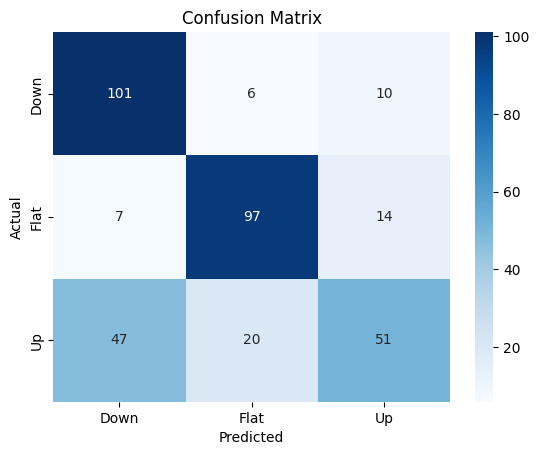 Confusion Matrix
Actual
Down
101
6
10
Flat
7
97
14
Up
47
20
51
Down
Flat
Up
Predicted
100
80
60
40
20